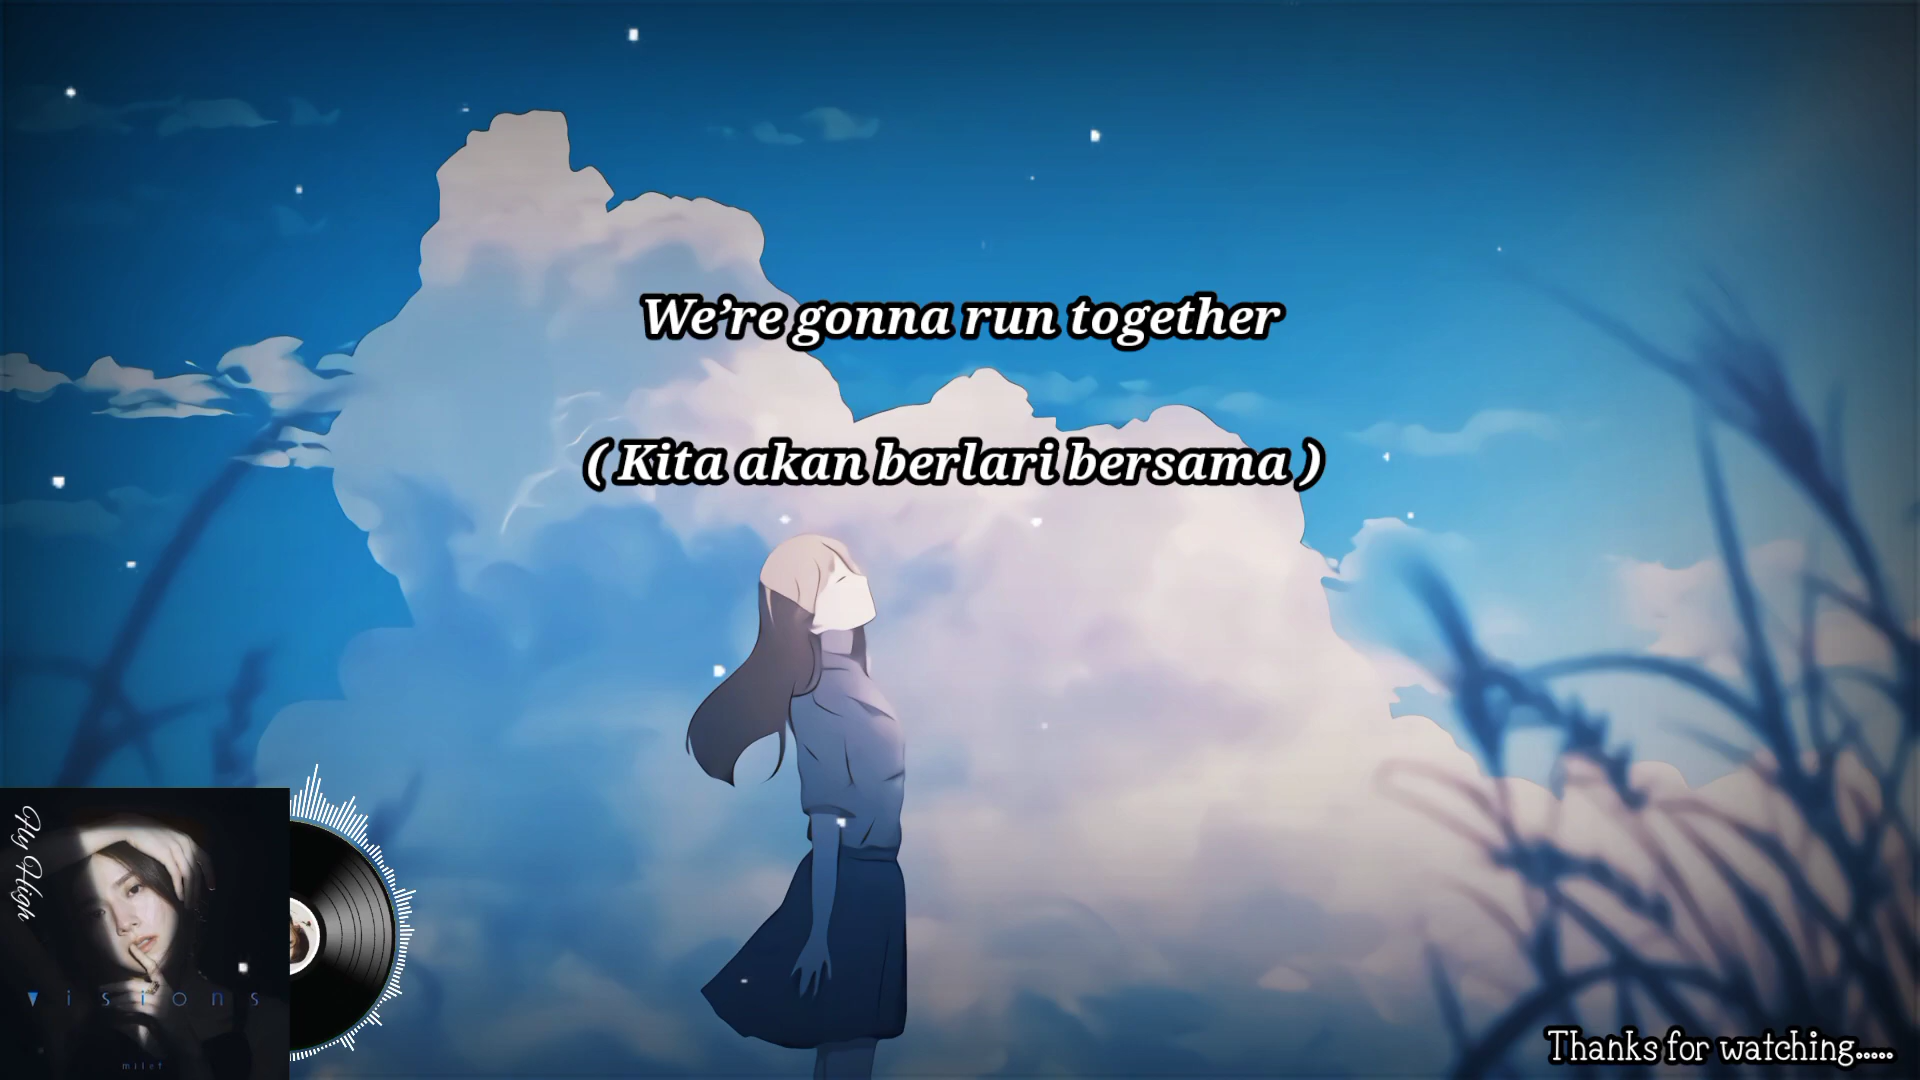 We’re gonna run together
( Kita akan berlari bersama )
Fly High
visions
milet
Thanks for watching.....